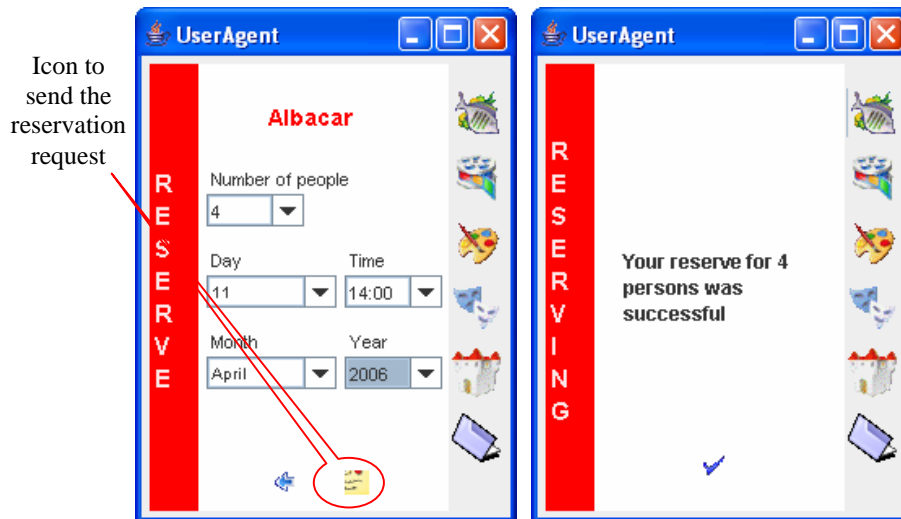 Icon to
send the
reservation
request
UserAgent
RESERVE
Albacar
Number of people
4
Day
Time
11
14:00
Month
Year
April
2006
UserAgent
RESERVING
Your reserve for 4
persons was
successful